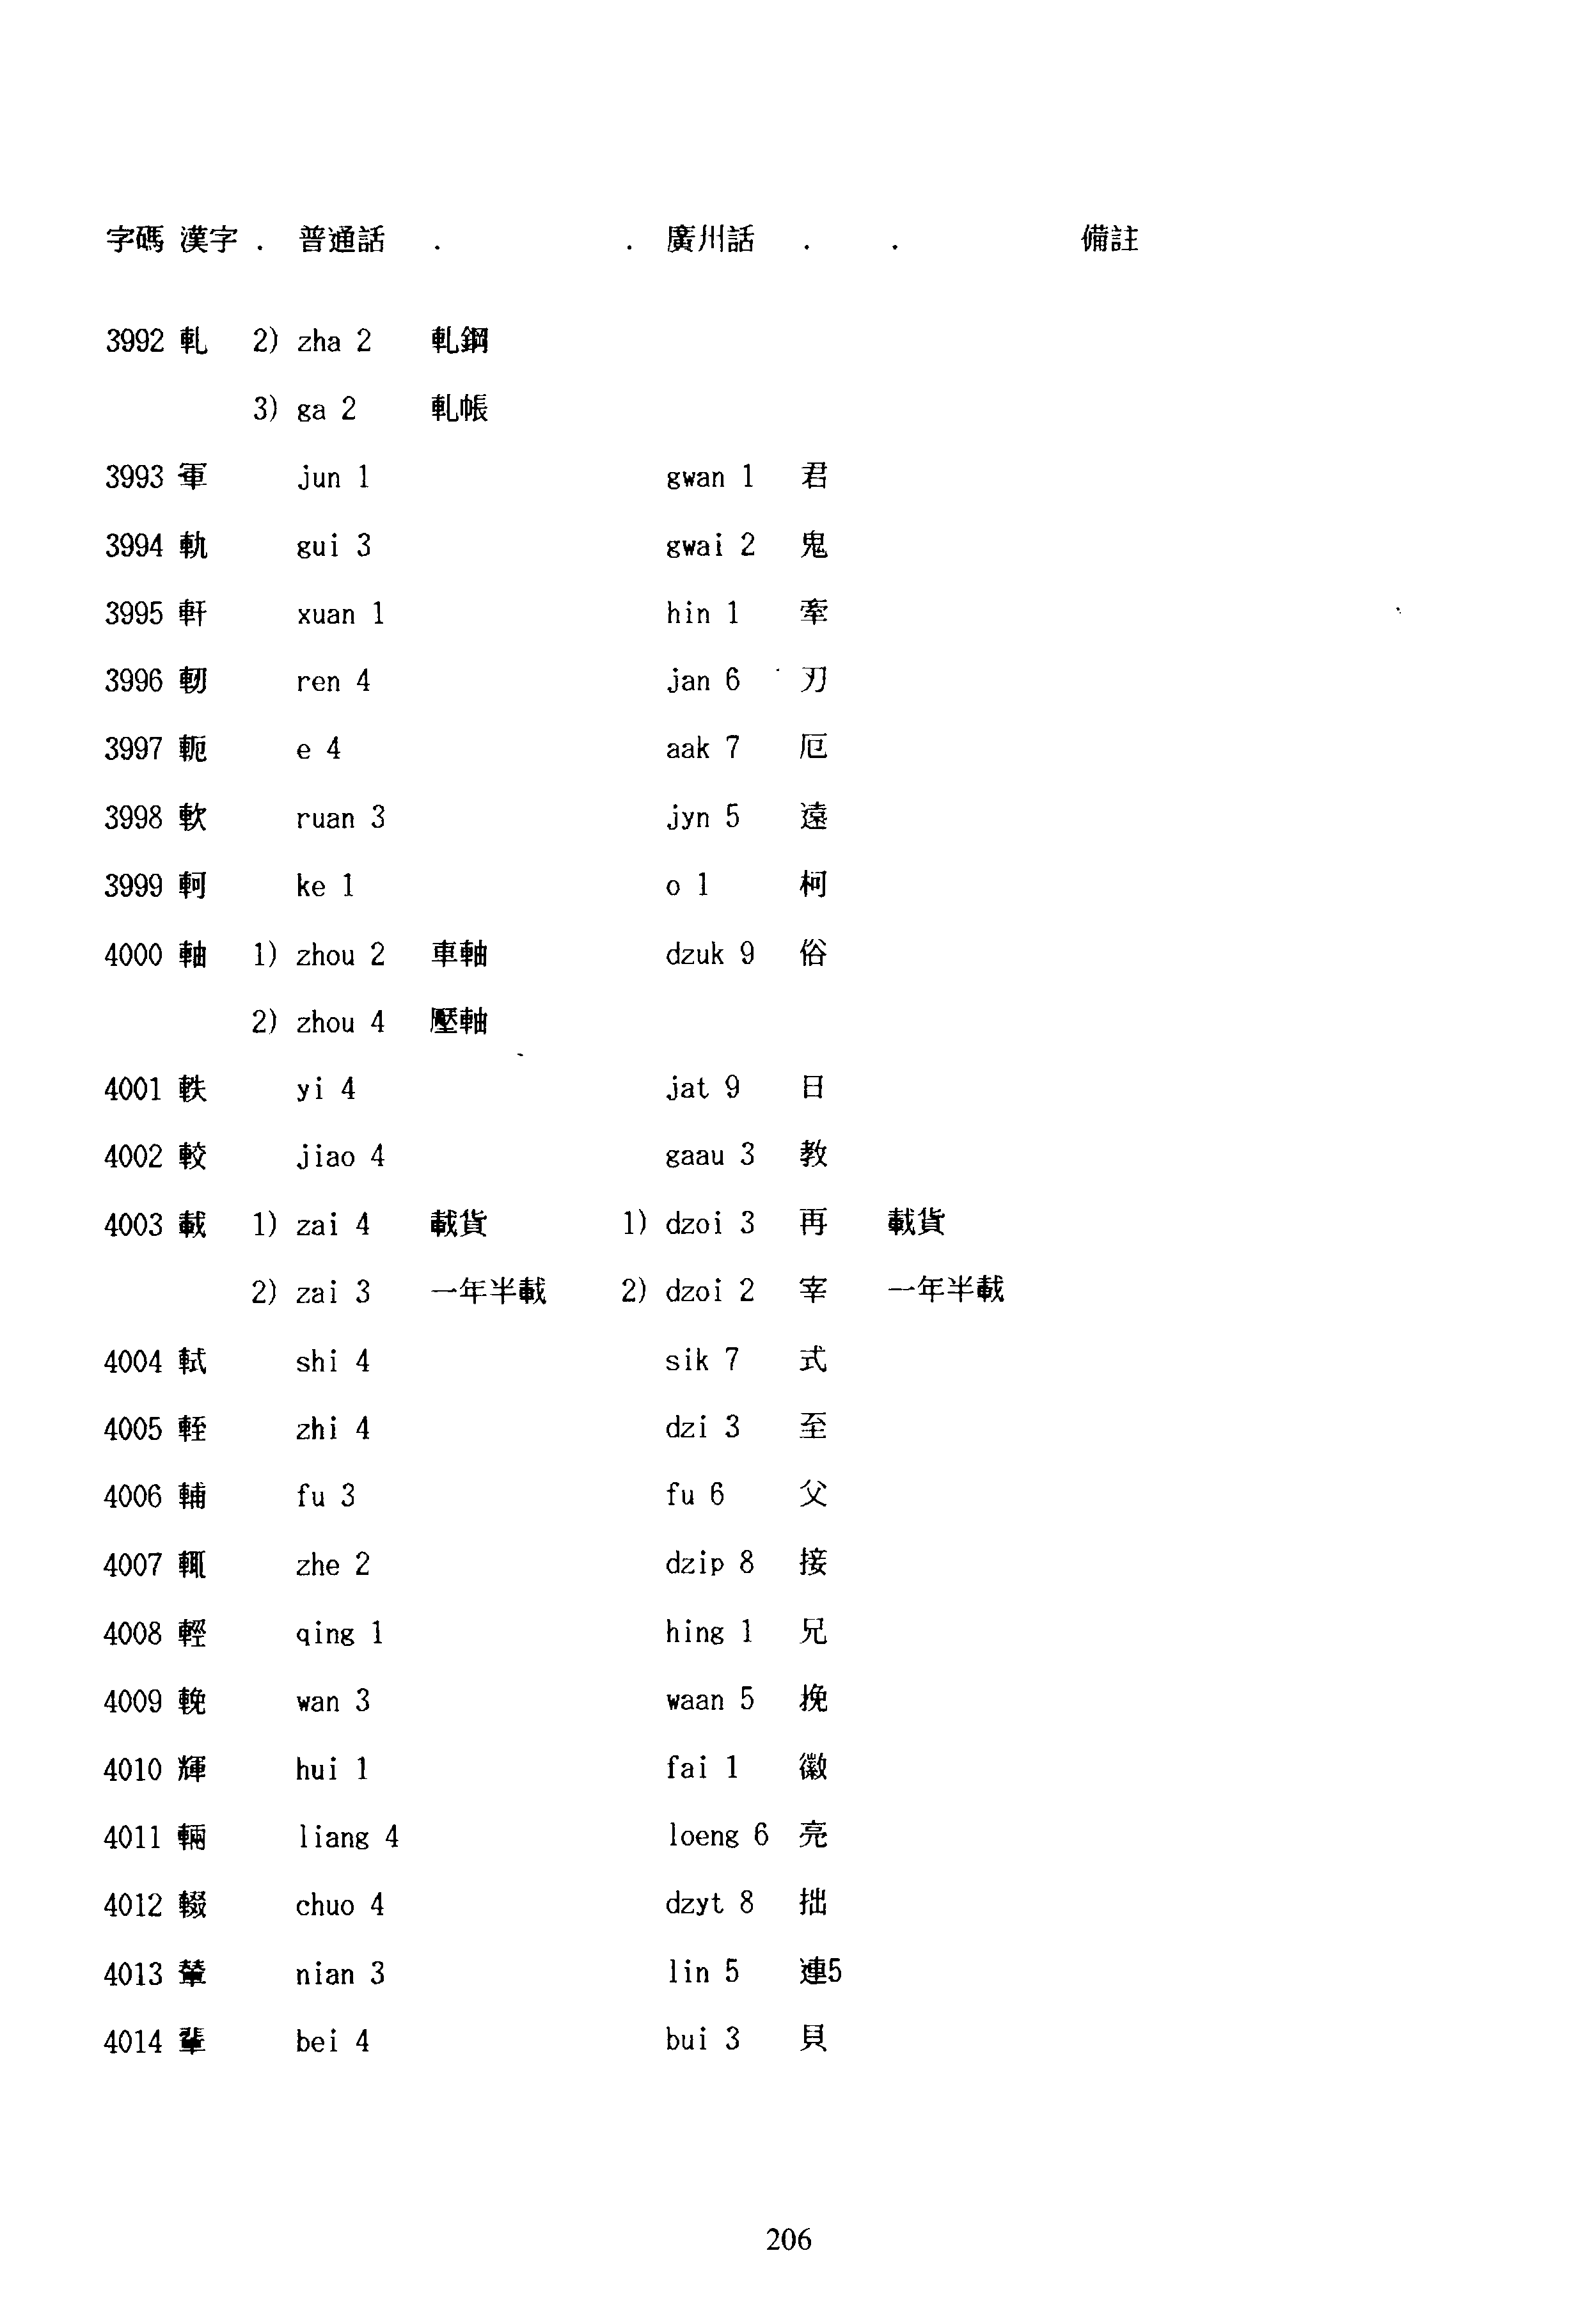 字碼 漢字 . 普通話 . . 廣州話 . . 備註
3992 軋 2) zha 2 軋鋼
3) ga 2 軋帳
3993 軍 jun 1 gwan 1 君
3994 軌 gui 3 gwai 2 鬼
3995 軒 xuan 1 hin 1 牽
3996 軔 ren 4 jan 6 刃
3997 軛 e 4 aak 7 厄
3998 軟 ruan 3 jyn 5 遠
3999 軻 ke 1 o 1 柯
4000 軸 1) zhou 2 車軸 dzuk 9 俗
2) zhou 4 壓軸
4001 軼 yi 4 jat 9 日
4002 較 jiao 4 gaau 3 教
4003 載 1) zai 4 載貨 1) dzoi 3 再 載貨
2) zai 3 一年半載 2) dzoi 2 宰 一年半載
4004 軾 shi 4 sik 7 式
4005 輊 zhi 4 dzi 3 至
4006 輔 fu 3 fu 6 父
4007 輒 zhe 2 dzip 8 接
4008 輕 qing 1 hing 1 兄
4009 輓 wan 3 waan 5 挽
4010 輝 hui 1 fai 1 徽
4011 輛 liang 4 loeng 6 亮
4012 輟 chuo 4 dzyt 8 拙
4013 輦 nian 3 lin 5 連5
4014 輩 bei 4 bui 3 貝
206